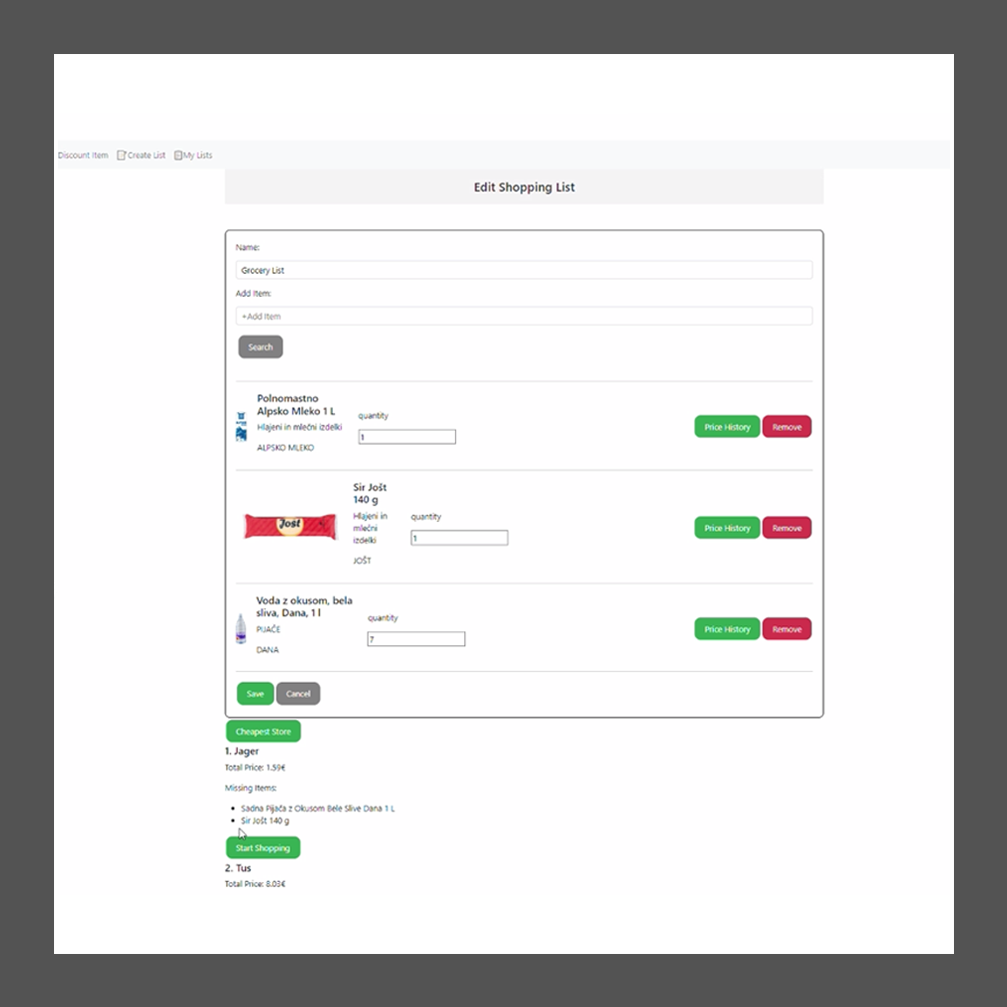 Discount Item Create List My Lists
Edit Shopping List
Name:
Grocery List
Add Item:
+Add Item
Search
Polnomastno
Alpsko Mleko 1 L
Hlajeni in mlečni izdelki
ALPSKO MLEKO
quantity
1
Price History Remove
Jošt
Sir Jošt
140 g
Hlajeni in
mlečni
izdelki
JOŠT
quantity
1
Price History Remove
Voda z okusom, bela
sliva, Dana, 1 l
PIJAČE
DANA
quantity
7
Price History Remove
Save Cancel
Cheapest Store
1. Jager
Total Price: 1.59€
Missing Items:
Sadna Pijača z Okusom Bele Slive Dana 1 L
Sir Jošt 140 g
Start Shopping
2. Tus
Total Price: 8.03€